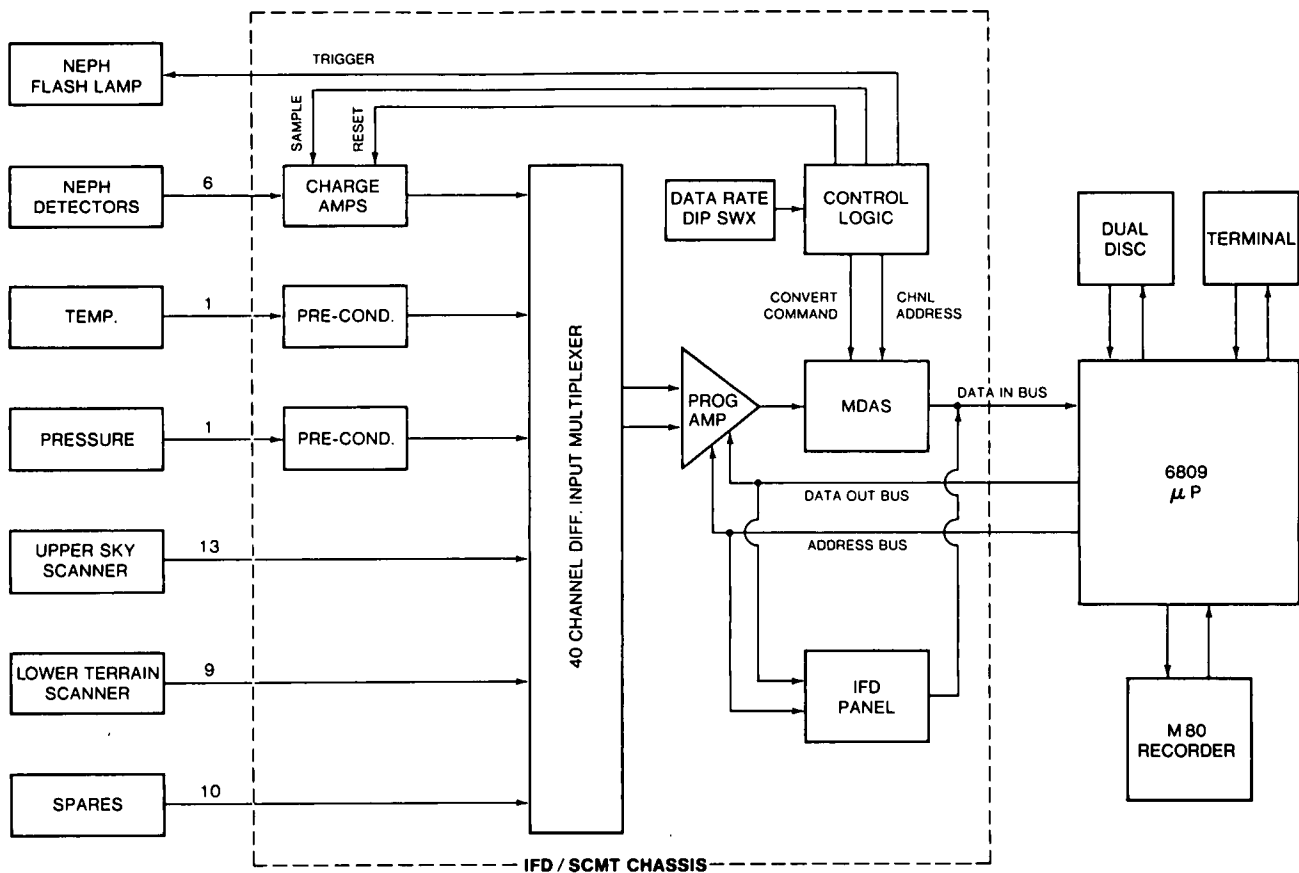 NEPH
FLASH LAMP
TRIGGER
SAMPLE
RESET
NEPH
DETECTORS
6
CHARGE
AMPS
DATA RATE
DIP SWX
CONTROL
LOGIC
DUAL
DISC
TERMINAL
CONVERT
COMMAND
CHNL
ADDRESS
TEMP.
1
PRE-COND.
40 CHANNEL DIFF. INPUT MULTIPLEXER
PROG
AMP
MDAS
DATA IN BUS
PRESSURE
1
PRE-COND.
DATA OUT BUS
6809
μP
ADDRESS BUS
UPPER SKY
SCANNER
13
LOWER TERRAIN
SCANNER
9
IFD
PANEL
M 80
RECORDER
SPARES
10
IFD / SCMT CHASSIS